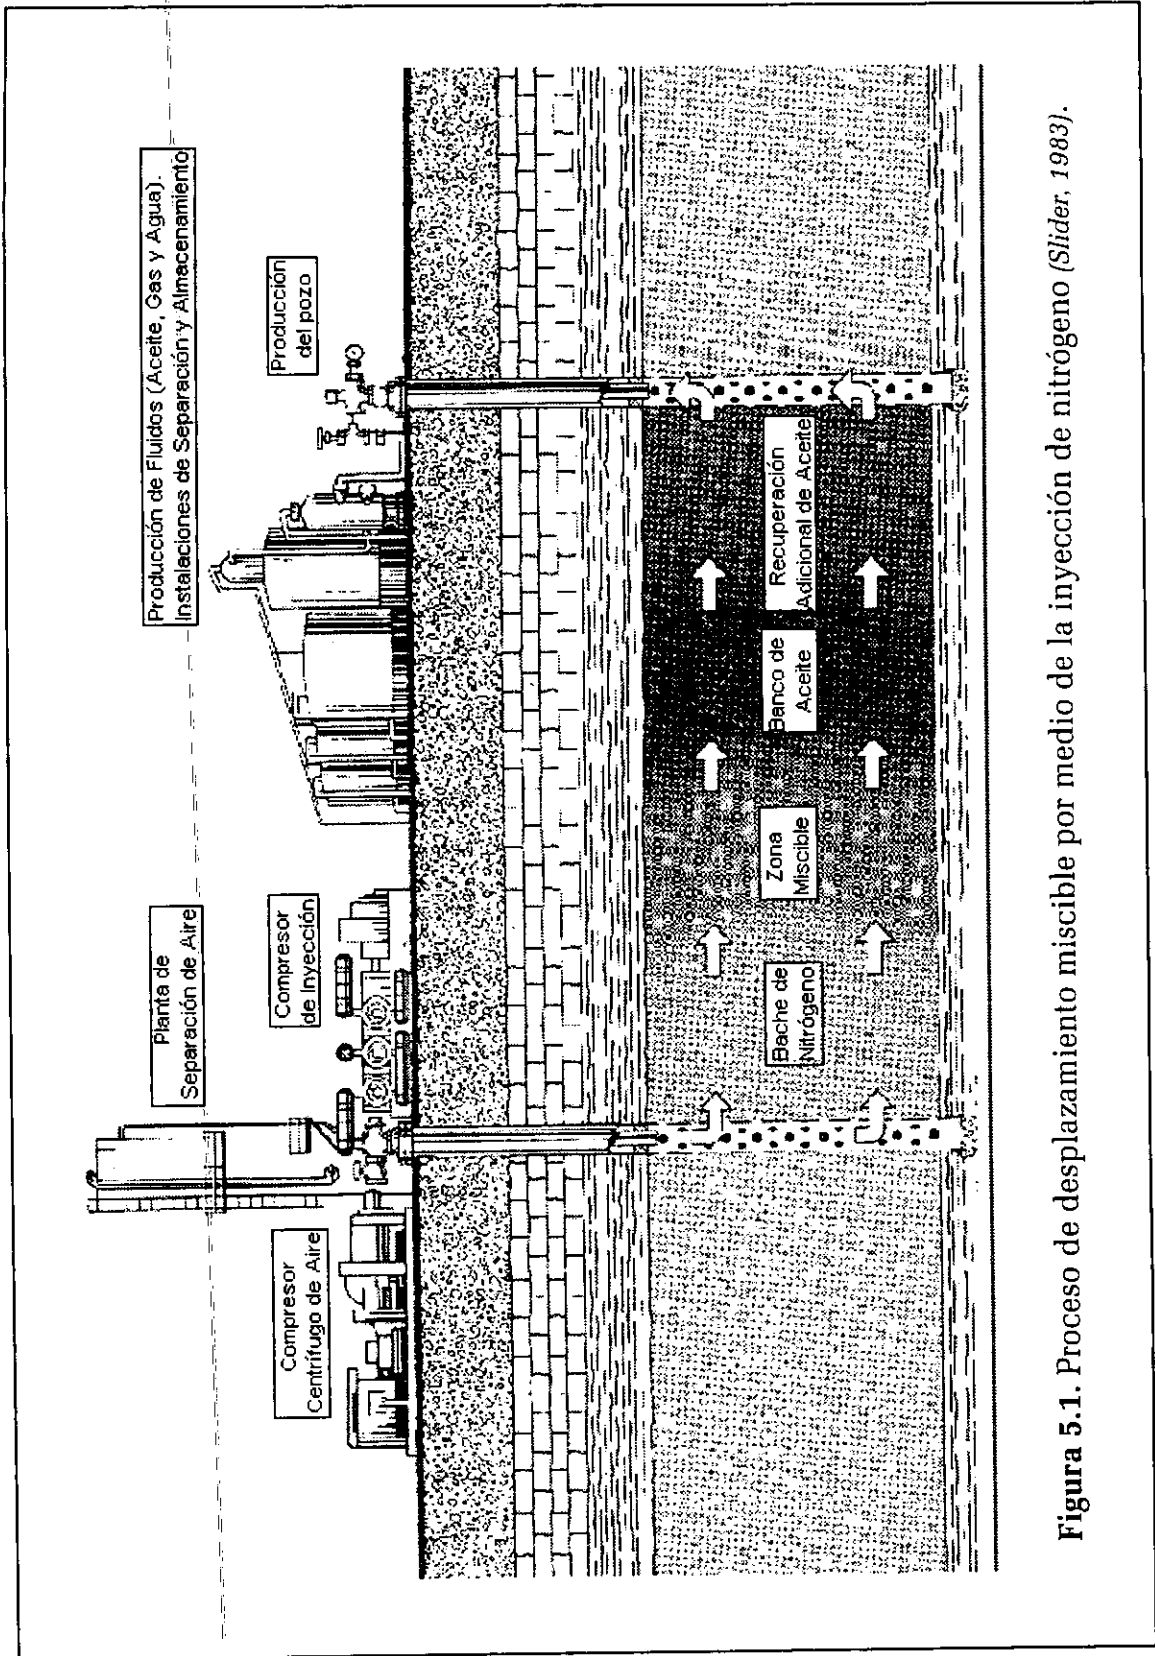 Producción de Fluidos (Aceite, Gas y Agua).
Instalaciones de Separación y Almacenamiento
Planta de
Separación de Aire
Producción
del pozo
Compresor
de Inyección
Compresor
Centrífugo de Aire
Bache de
Nitrógeno
Zona
Miscible
Banco de
Aceite
Recuperación
Adicional de Aceite
Figura 5.1. Proceso de desplazamiento miscible por medio de la inyección de nitrógeno (Slider, 1983).